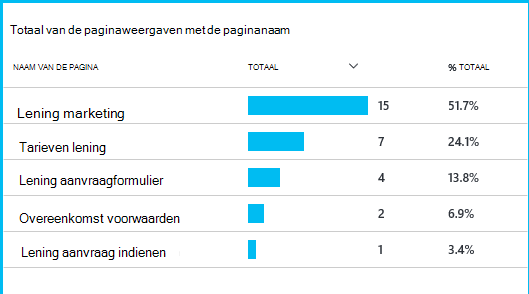 Totaal van de paginaweergaven met de paginanaam
NAAM VAN DE PAGINA TOTAAL % TOTAAL
Lening marketing 15 51.7%
Tarieven lening 7 24.1%
Lening aanvraagformulier 4 13.8%
Overeenkomst voorwaarden 2 6.9%
Lening aanvraag indienen 1 3.4%